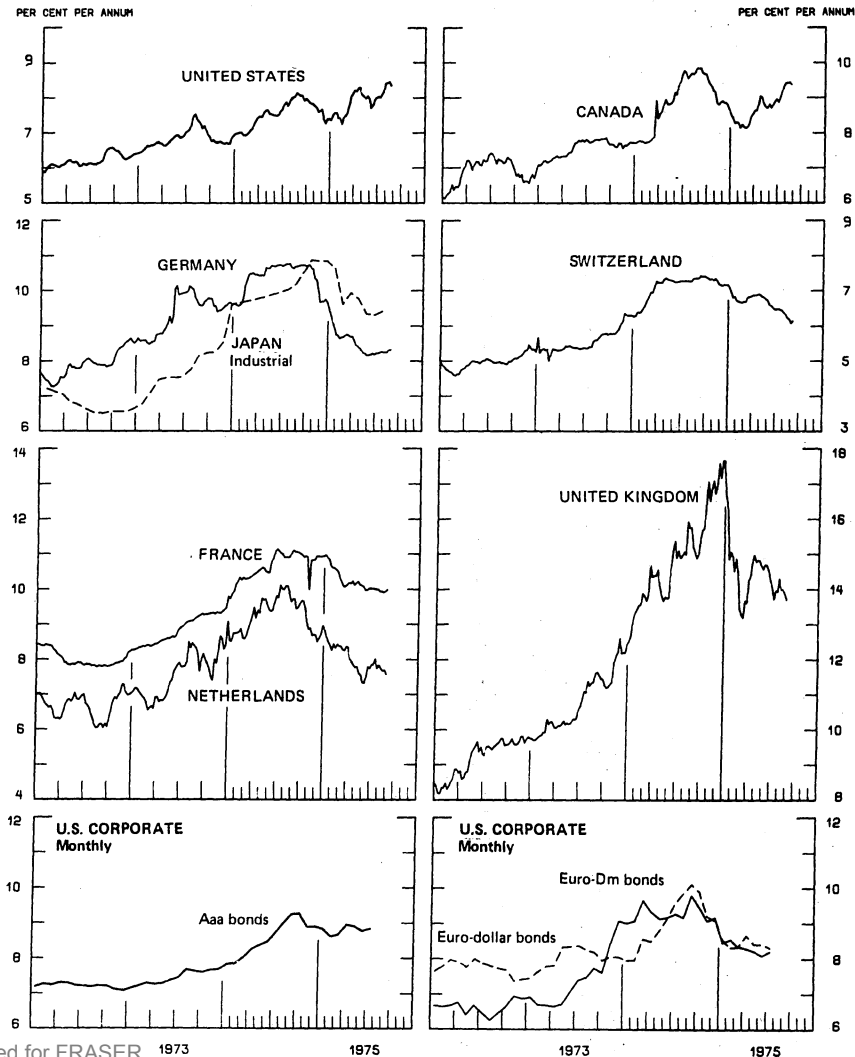 PER CENT PER ANNUM
PER CENT PER ANNUM
9
7
5
UNITED STATES
10
8
6
CANADA
12
10
8
6
GERMANY
JAPAN
Industrial
9
7
5
3
SWITZERLAND
14
12
10
8
6
4
FRANCE
NETHERLANDS
18
16
14
12
10
8
UNITED KINGDOM
12
10
8
6
U.S. CORPORATE
Monthly
Aaa bonds
12
10
8
6
U.S. CORPORATE
Monthly
Euro-Dm bonds
Euro-dollar bonds
1973
1975
1973
1975
ed for FRASER